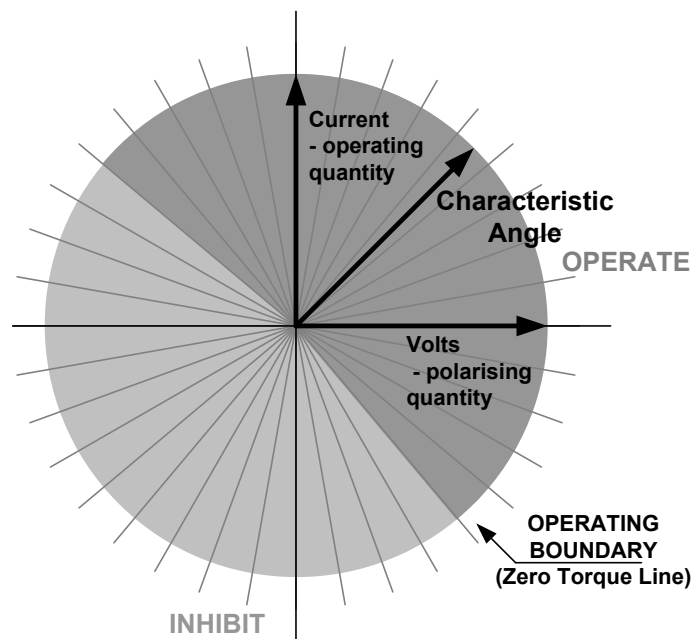 Current
- operating
quantity
Characteristic
Angle
OPERATE
Volts
- polarising
quantity
OPERATING
BOUNDARY
(Zero Torque Line)
INHIBIT